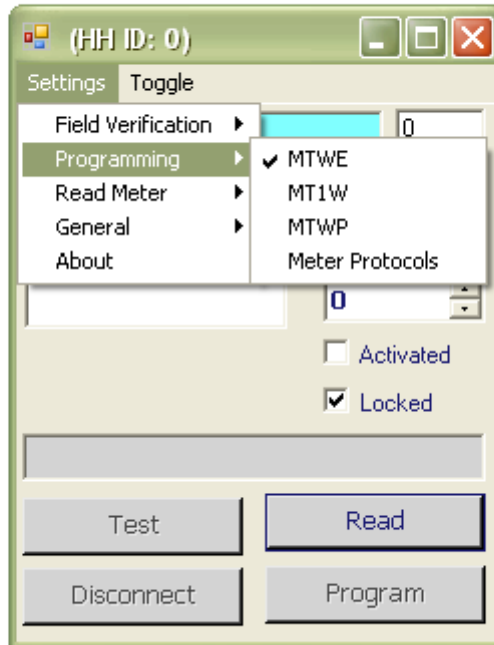 (HH ID: 0)
Settings Toggle
Field Verification
0
Programming
MTWE
Read Meter
MT1W
General
MTWP
About
Meter Protocols
0
Activated
Locked
Test
Read
Disconnect
Program